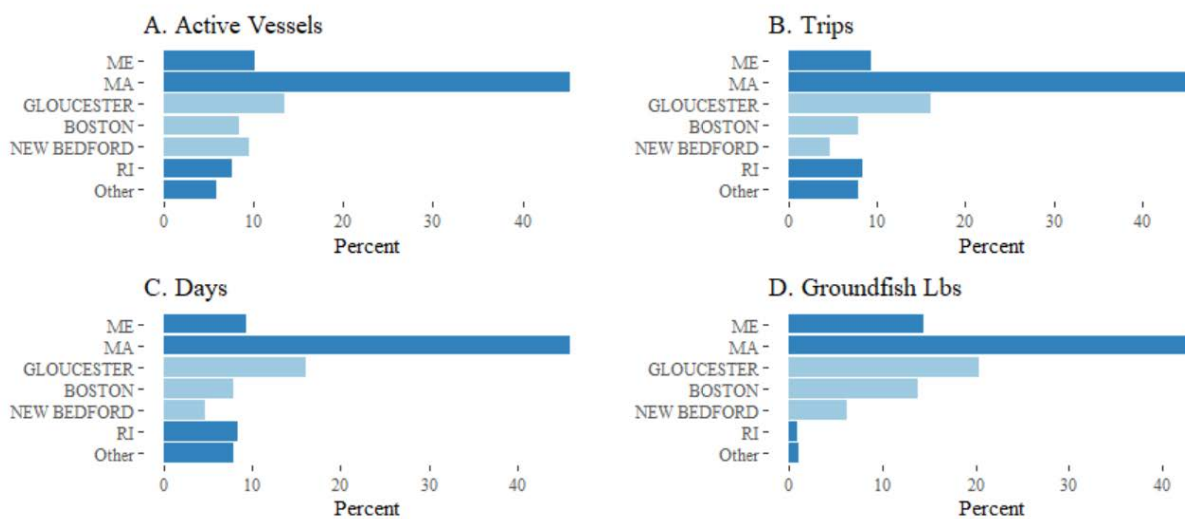 A. Active Vessels
ME
MA
GLOUCESTER
BOSTON
NEW BEDFORD
RI
Other
0 10 20 30 40
Percent
B. Trips
ME
MA
GLOUCESTER
BOSTON
NEW BEDFORD
RI
Other
0 10 20 30 40
Percent
C. Days
ME
MA
GLOUCESTER
BOSTON
NEW BEDFORD
RI
Other
0 10 20 30 40
Percent
D. Groundfish Lbs
ME
MA
GLOUCESTER
BOSTON
NEW BEDFORD
RI
Other
0 10 20 30 40
Percent